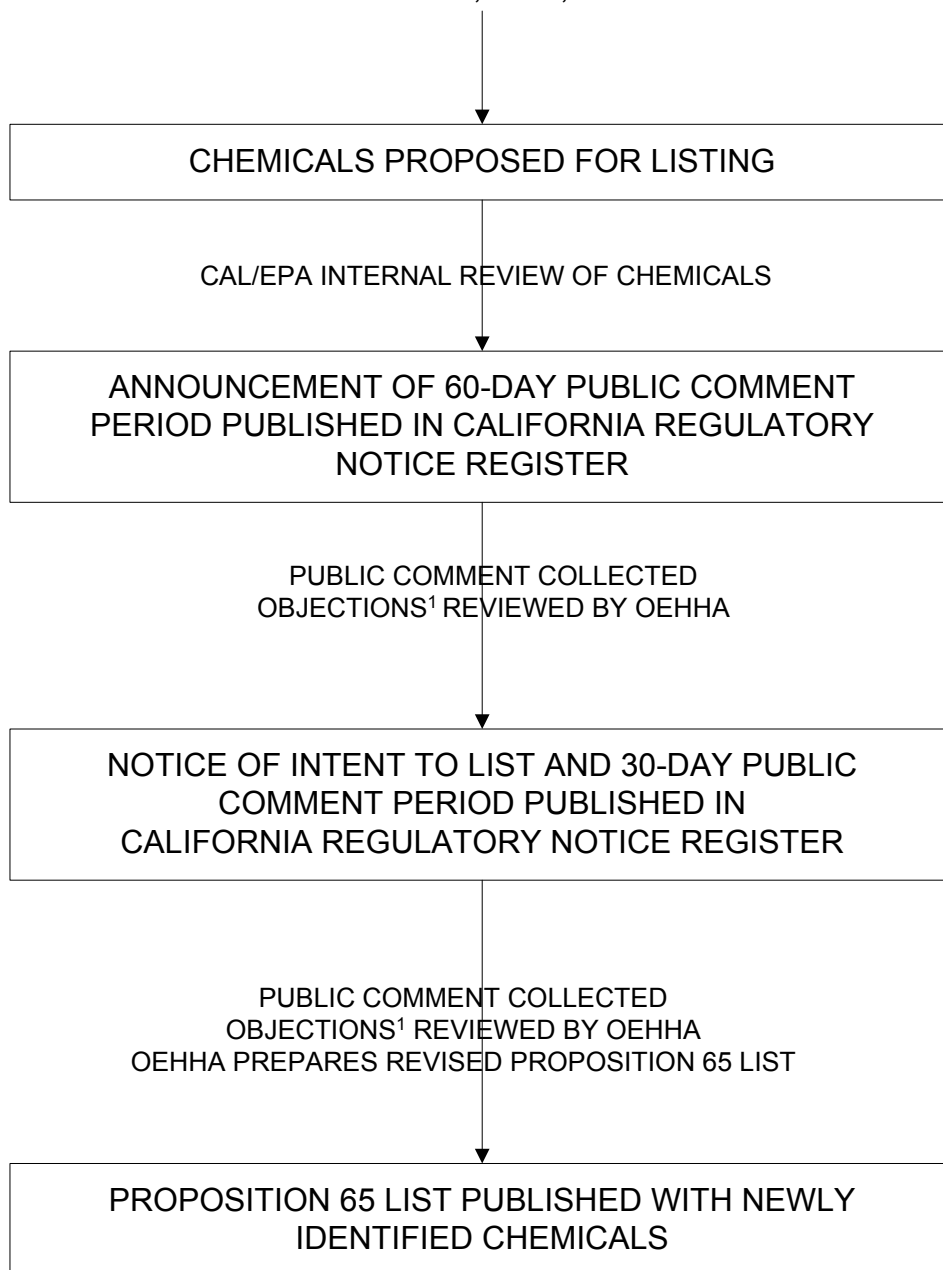 CHEMICALS PROPOSED FOR LISTING
CAL/EPA INTERNAL REVIEW OF CHEMICALS
ANNOUNCEMENT OF 60-DAY PUBLIC COMMENT
PERIOD PUBLISHED IN CALIFORNIA REGULATORY
NOTICE REGISTER
PUBLIC COMMENT COLLECTED
OBJECTIONS¹ REVIEWED BY OEHHA
NOTICE OF INTENT TO LIST AND 30-DAY PUBLIC
COMMENT PERIOD PUBLISHED IN
CALIFORNIA REGULATORY NOTICE REGISTER
PUBLIC COMMENT COLLECTED
OBJECTIONS¹ REVIEWED BY OEHHA
OEHHA PREPARES REVISED PROPOSITION 65 LIST
PROPOSITION 65 LIST PUBLISHED WITH NEWLY
IDENTIFIED CHEMICALS